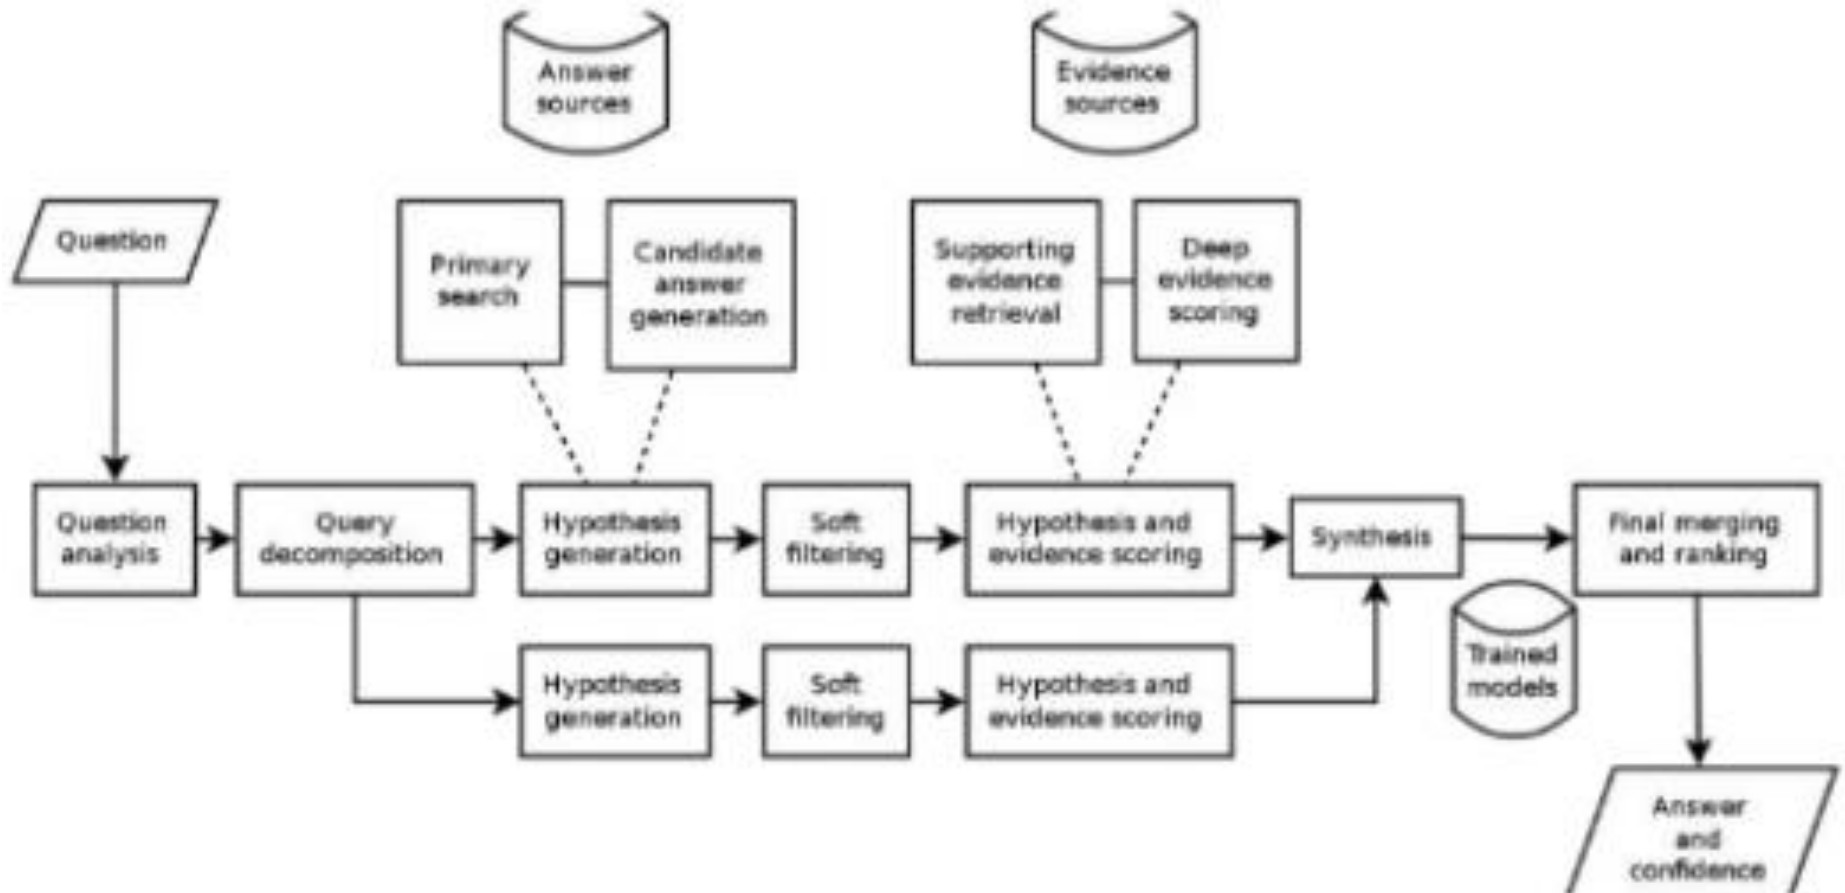 Answer
sources
Evidence
sources
Question
Primary
search
Candidate
answer
generation
Supporting
evidence
retrieval
Deep
evidence
scoring
Question
analysis
Query
decomposition
Hypothesis
generation
Soft
filtering
Hypothesis and
evidence scoring
Synthesis
Final merging
and ranking
Hypothesis
generation
Soft
filtering
Hypothesis and
evidence scoring
Trained
models
Answer
and
confidence